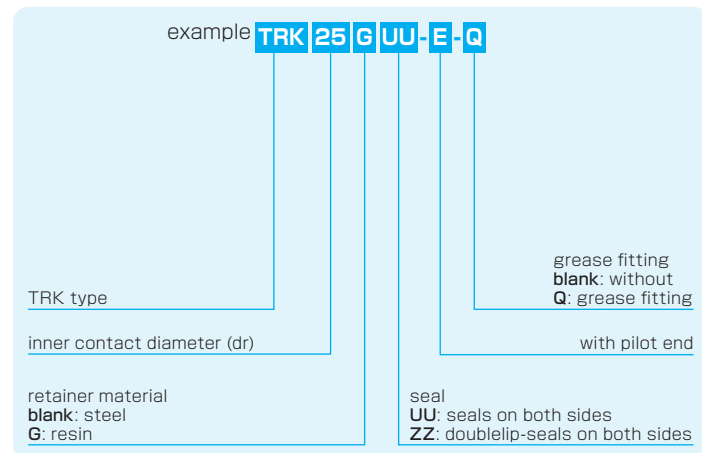 example TRK 25 G UU - E - Q
grease fitting
blank: without
Q: grease fitting
TRK type
inner contact diameter (dr)
with pilot end
retainer material
blank: steel
G: resin
seal
UU: seals on both sides
ZZ: doublelip-seals on both sides